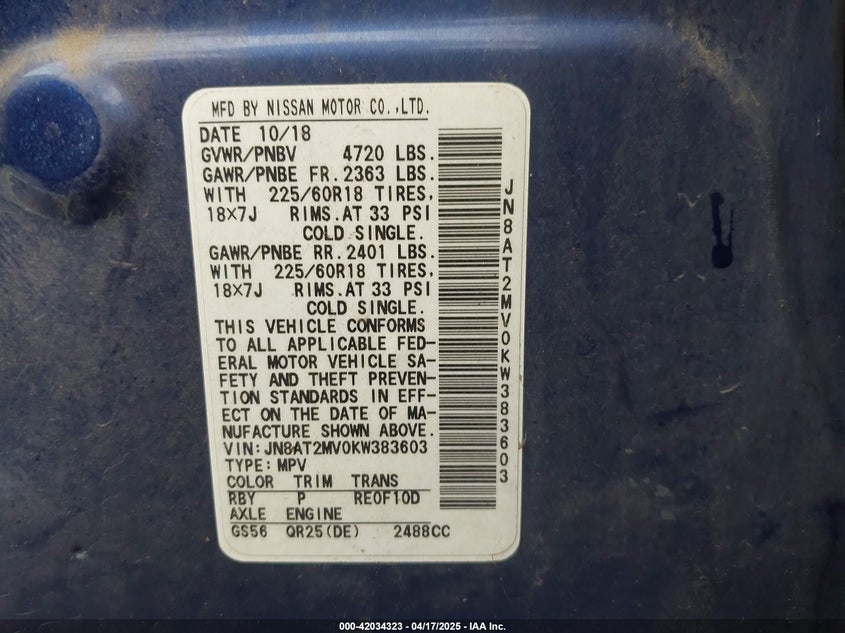 MFD BY NISSAN MOTOR CO.,LTD.
DATE 10/18
GVWR/PNBV 4720 LBS.
GAWR/PNBE FR.2363 LBS.
WITH 225/60R18 TIRES,
18X7J RIMS.AT 33 PSI
COLD SINGLE.
GAWR/PNBE RR.2401 LBS.
WITH 225/60R18 TIRES,
18X7J RIMS.AT 33 PSI
COLD SINGLE.
THIS VEHICLE CONFORMS
TO ALL APPLICABLE FED-
ERAL MOTOR VEHICLE SA-
FETY AND THEFT PREVEN-
TION STANDARDS IN EFF-
ECT ON THE DATE OF MA-
NUFACTURE SHOWN ABOVE.
VIN:JN8AT2MV0KW383603
TYPE:MPV
COLOR TRIM TRANS
RBY P RE0F10D
AXLE ENGINE
GS56 QR25(DE) 2488CC
JN8AT2MV0KW383603
000-42034323 - 04/17/2025 - IAA Inc.